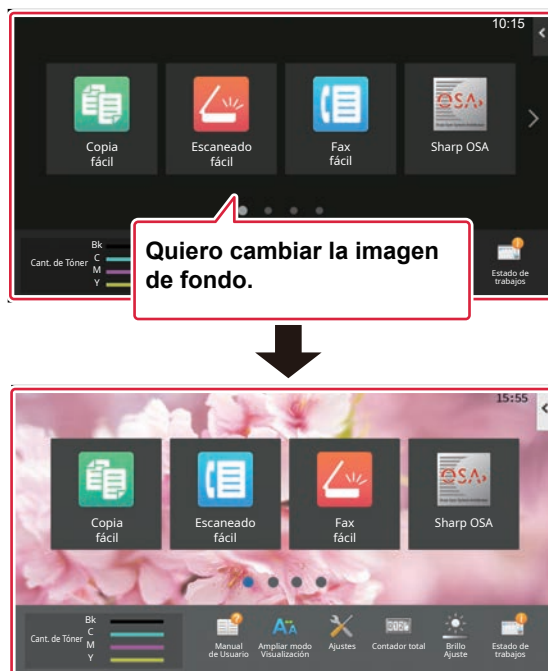 10:15
Copia
fácil
Escaneado
fácil
Fax
fácil
Sharp OSA
Quiero cambiar la imagen
de fondo.
Cant. de Tóner
Bk
C
M
Y
Estado de
trabajos
15:55
Copia
fácil
Escaneado
fácil
Fax
fácil
Sharp OSA
Cant. de Tóner
Bk
C
M
Y
Manual
de Usuario
Ampliar modo
Visualización
Ajustes
Contador total
Brillo
Ajuste
Estado de
trabajos